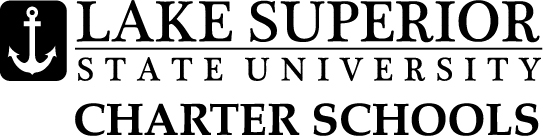 LAKE SUPERIOR
STATE UNIVERSITY
CHARTER SCHOOLS